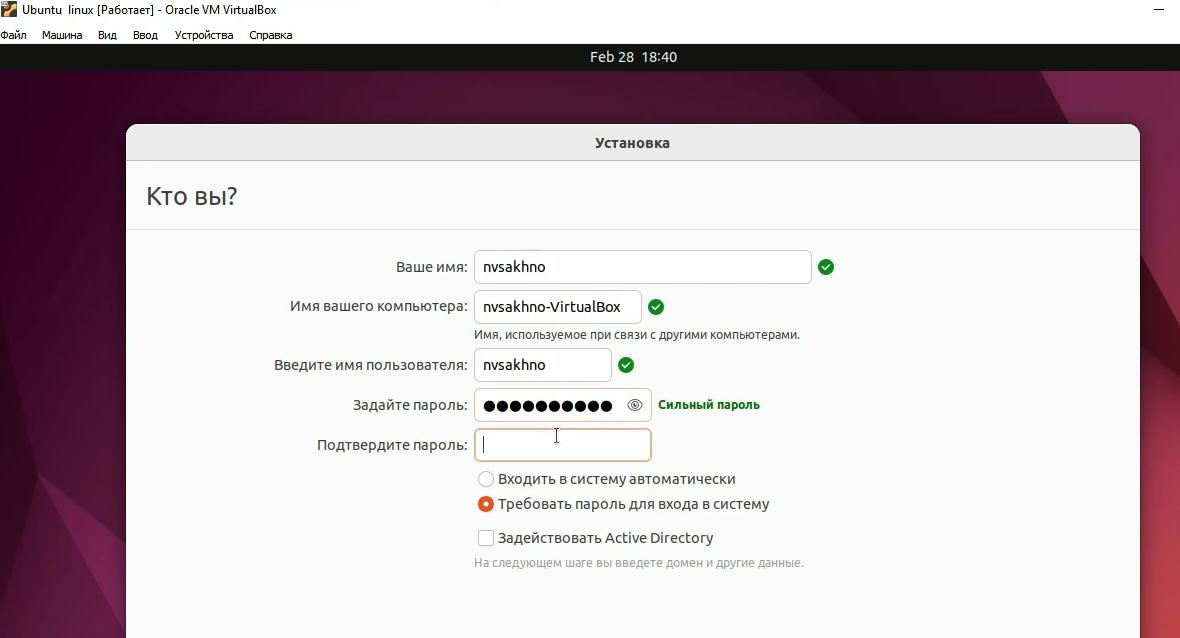 Ubuntu linux [Работает] - Oracle VM VirtualBox
Файл Машина Вид Ввод Устройства Справка
Feb 28 18:40
Установка
Кто вы?
Ваше имя: nvsakhno
Имя вашего компьютера: nvsakhno-VirtualBox
Имя, используемое при связи с другими компьютерами.
Введите имя пользователя: nvsakhno
Задайте пароль: ●●●●●●●●●● Сильный пароль
Подтвердите пароль:
Входить в систему автоматически
Требовать пароль для входа в систему
Задействовать Active Directory
На следующем шаге вы введете домен и другие данные.